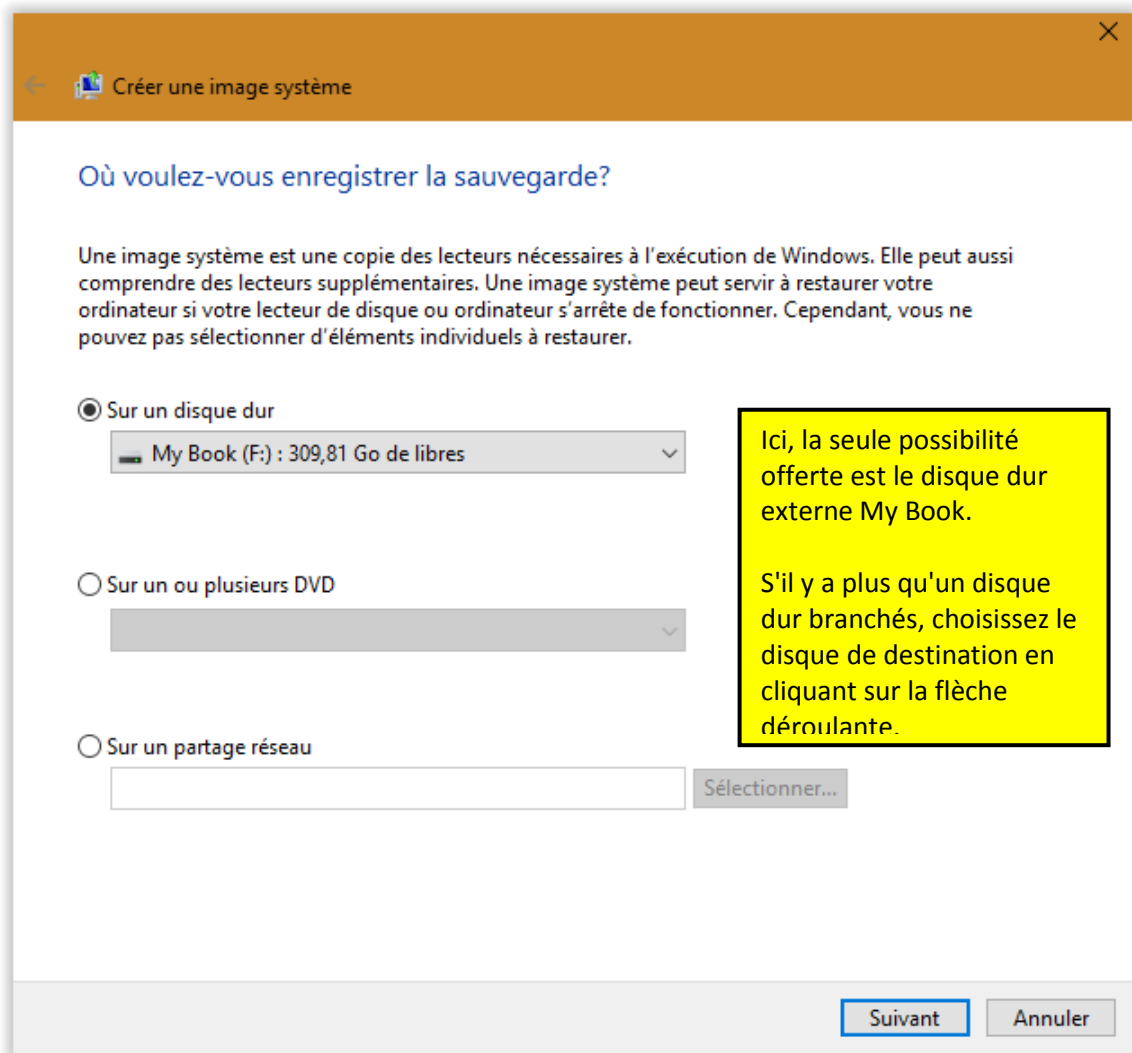 Créer une image système
Où voulez-vous enregistrer la sauvegarde?
Une image système est une copie des lecteurs nécessaires à l’exécution de Windows. Elle peut aussi
comprendre des lecteurs supplémentaires. Une image système peut servir à restaurer votre
ordinateur si votre lecteur de disque ou ordinateur s’arrête de fonctionner. Cependant, vous ne
pouvez pas sélectionner d’éléments individuels à restaurer.
Sur un disque dur
My Book (F:) : 309,81 Go de libres
Ici, la seule possibilité
offerte est le disque dur
externe My Book.
S'il y a plus qu'un disque
dur branchés, choisissez le
disque de destination en
cliquant sur la flèche
déroulante.
Sur un ou plusieurs DVD
Sur un partage réseau
Sélectionner...
Suivant
Annuler